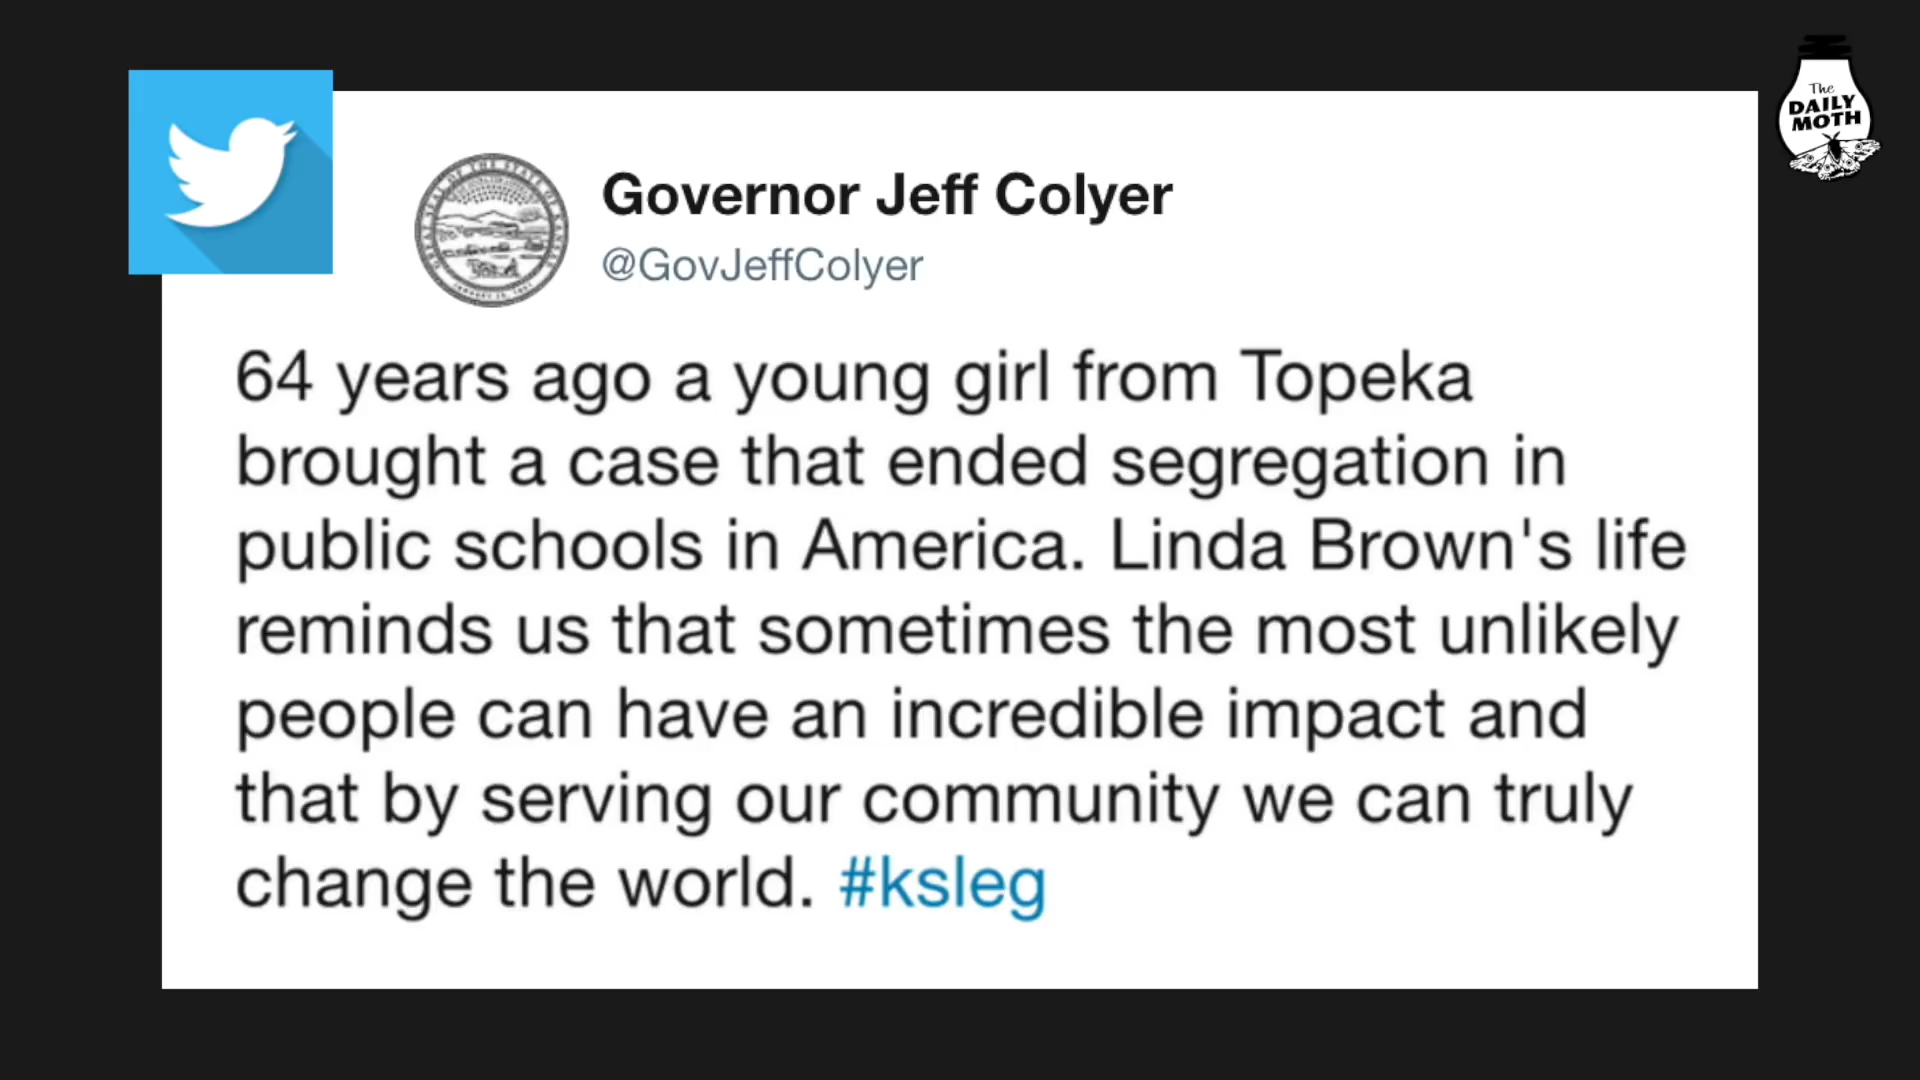 The
DAILY
MOTH
Governor Jeff Colyer
@GovJeffColyer
64 years ago a young girl from Topeka
brought a case that ended segregation in
public schools in America. Linda Brown's life
reminds us that sometimes the most unlikely
people can have an incredible impact and
that by serving our community we can truly
change the world. #ksleg